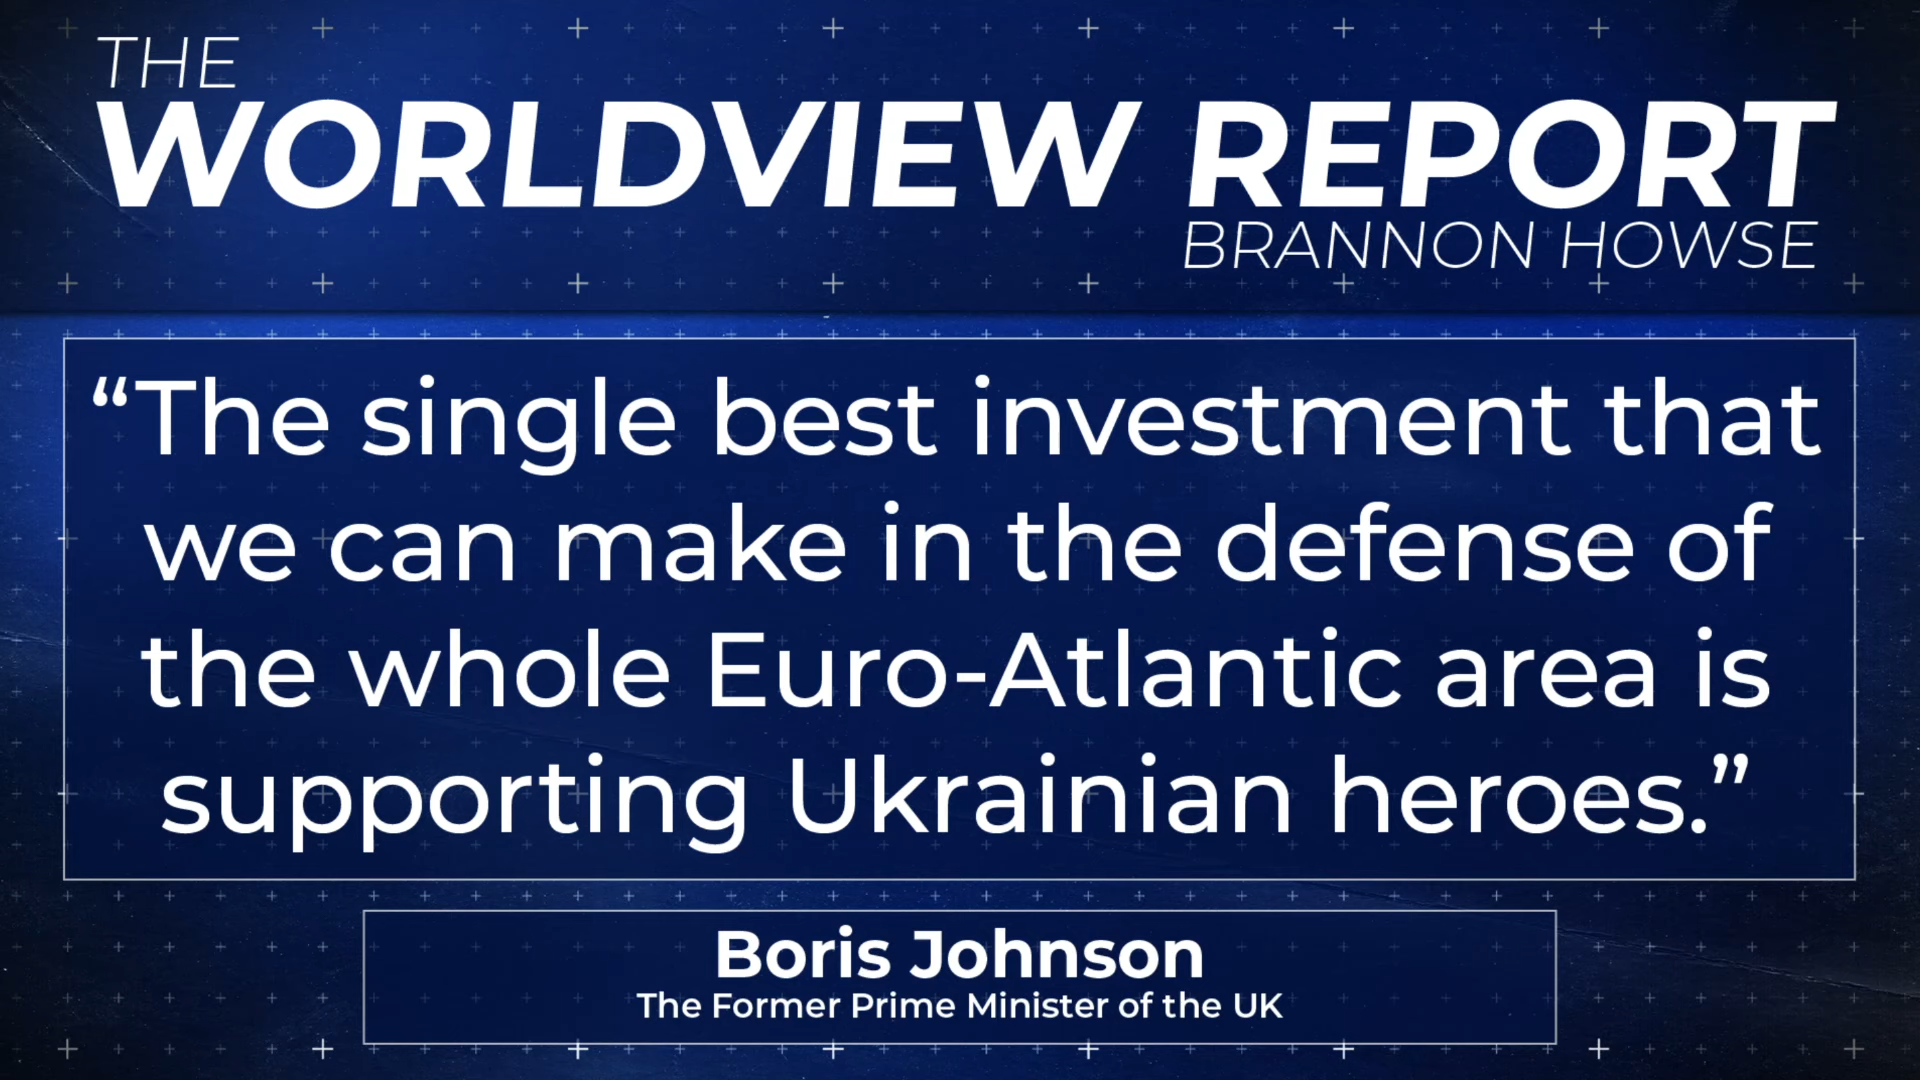 THE
WORLDVIEW REPORT
BRANNON HOWSE
“The single best investment that
we can make in the defense of
the whole Euro-Atlantic area is
supporting Ukrainian heroes.”
Boris Johnson
The Former Prime Minister of the UK